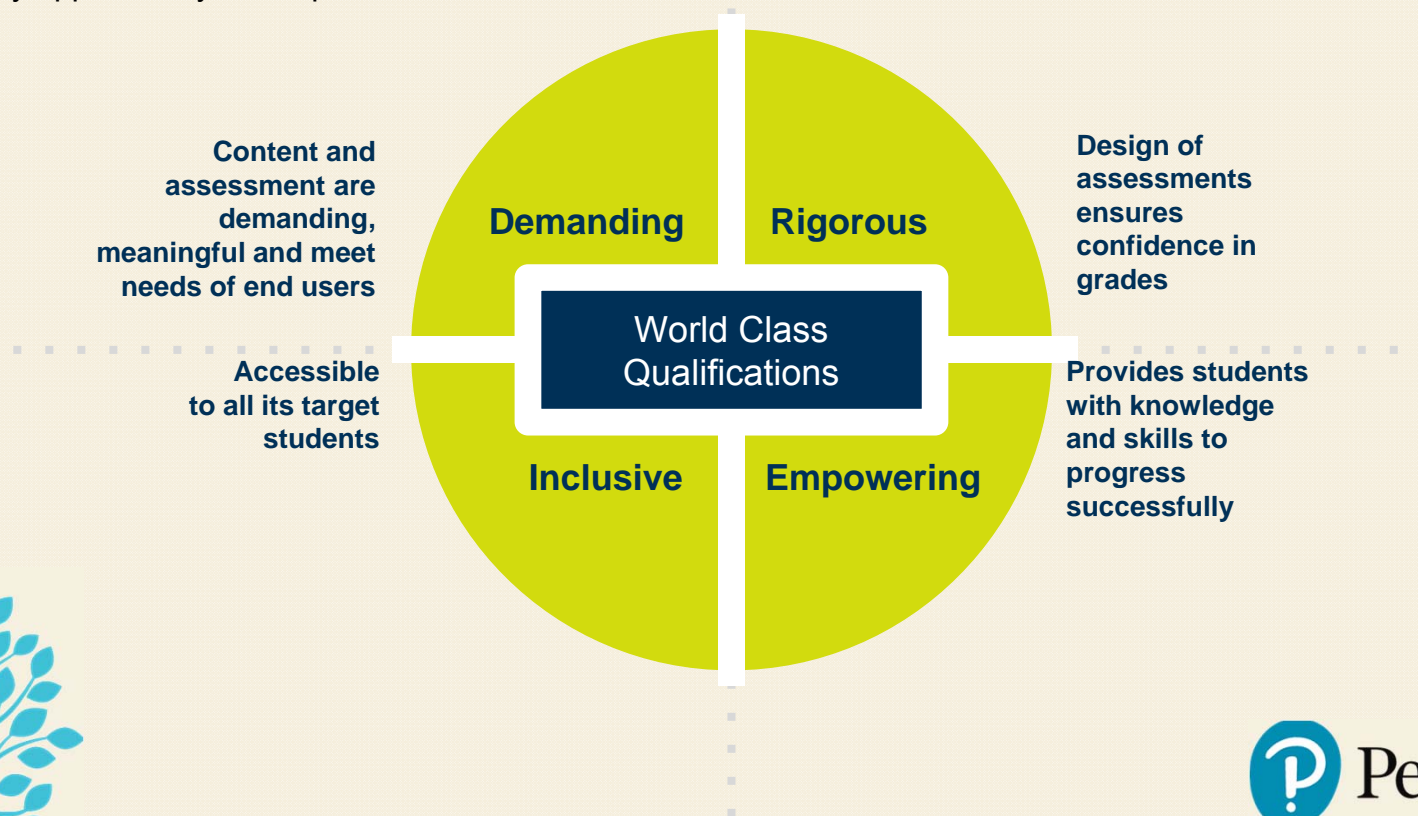 Content and
assessment are
demanding,
meaningful and meet
needs of end users
Demanding
Rigorous
Design of
assessments
ensures
confidence in
grades
World Class
Qualifications
Accessible
to all its target
students
Inclusive
Empowering
Provides students
with knowledge
and skills to
progress
successfully
Pe